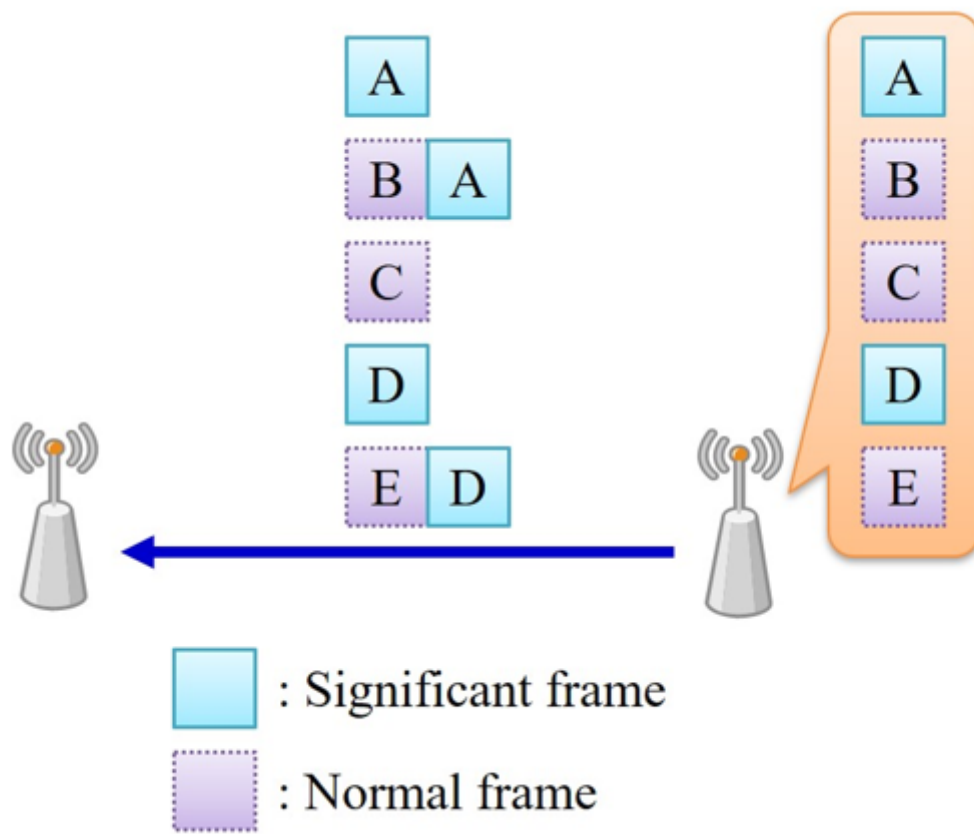 A A
B A B
C C
D D
E D E
: Significant frame
: Normal frame